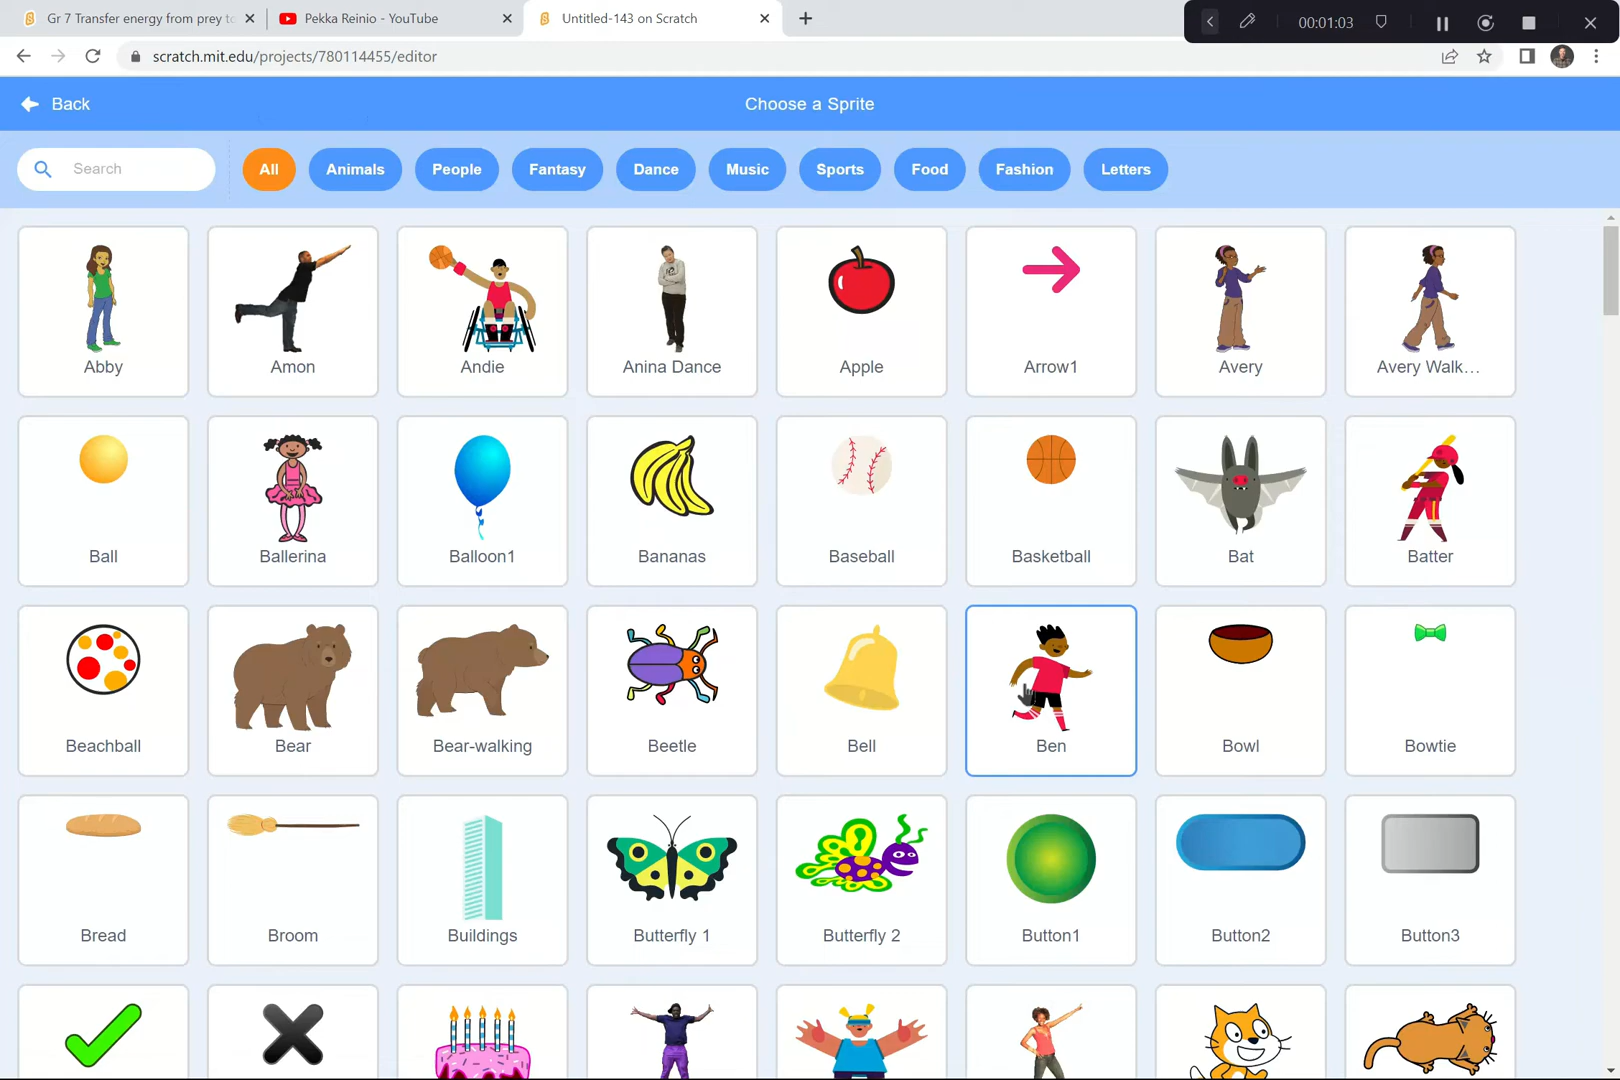 Gr 7 Transfer energy from prey to
Pekka Reinio - YouTube
Untitled-143 on Scratch
00:01:03
scratch.mit.edu/projects/780114455/editor
Back
Choose a Sprite
Search
All
Animals
People
Fantasy
Dance
Music
Sports
Food
Fashion
Letters
Abby
Amon
Andie
Anina Dance
Apple
Arrow1
Avery
Avery Walk...
Ball
Ballerina
Balloon1
Bananas
Baseball
Basketball
Bat
Batter
Beachball
Bear
Bear-walking
Beetle
Bell
Ben
Bowl
Bowtie
Bread
Broom
Buildings
Butterfly 1
Butterfly 2
Button1
Button2
Button3